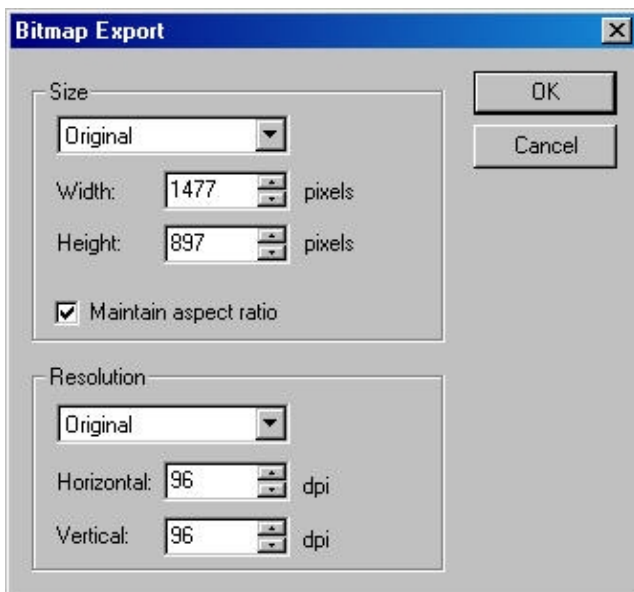 Bitmap Export
Size
Original
Width: 1477 pixels
Height: 897 pixels
Maintain aspect ratio
Resolution
Original
Horizontal: 96 dpi
Vertical: 96 dpi
OK
Cancel